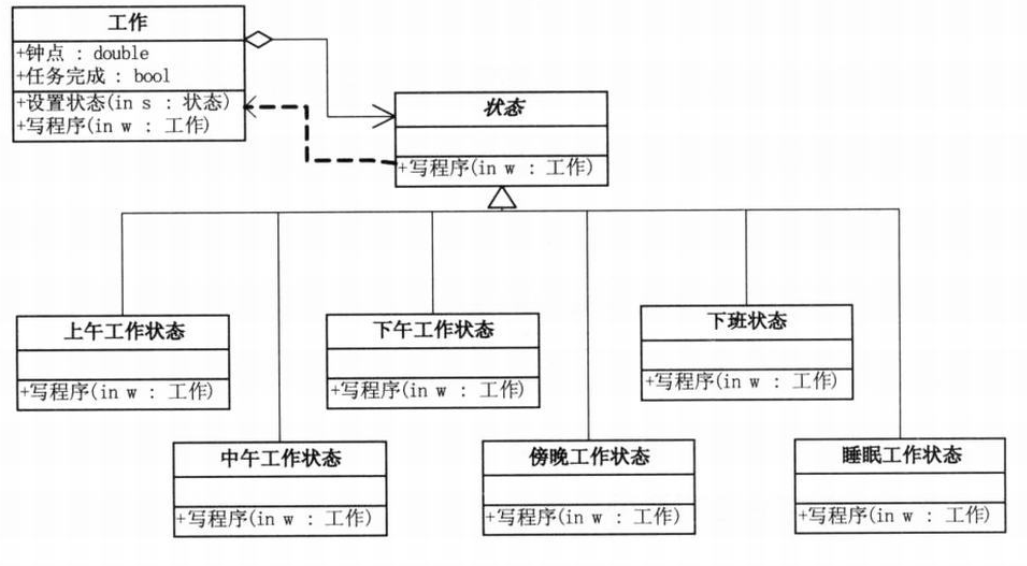 工作
+钟点 : double
+任务完成 : bool
+设置状态(in s : 状态)
+写程序(in w : 工作)
状态
+写程序(in w : 工作)
上午工作状态
+写程序(in w : 工作)
下午工作状态
+写程序(in w : 工作)
下班状态
+写程序(in w : 工作)
中午工作状态
+写程序(in w : 工作)
傍晚工作状态
+写程序(in w : 工作)
睡眠工作状态
+写程序(in w : 工作)